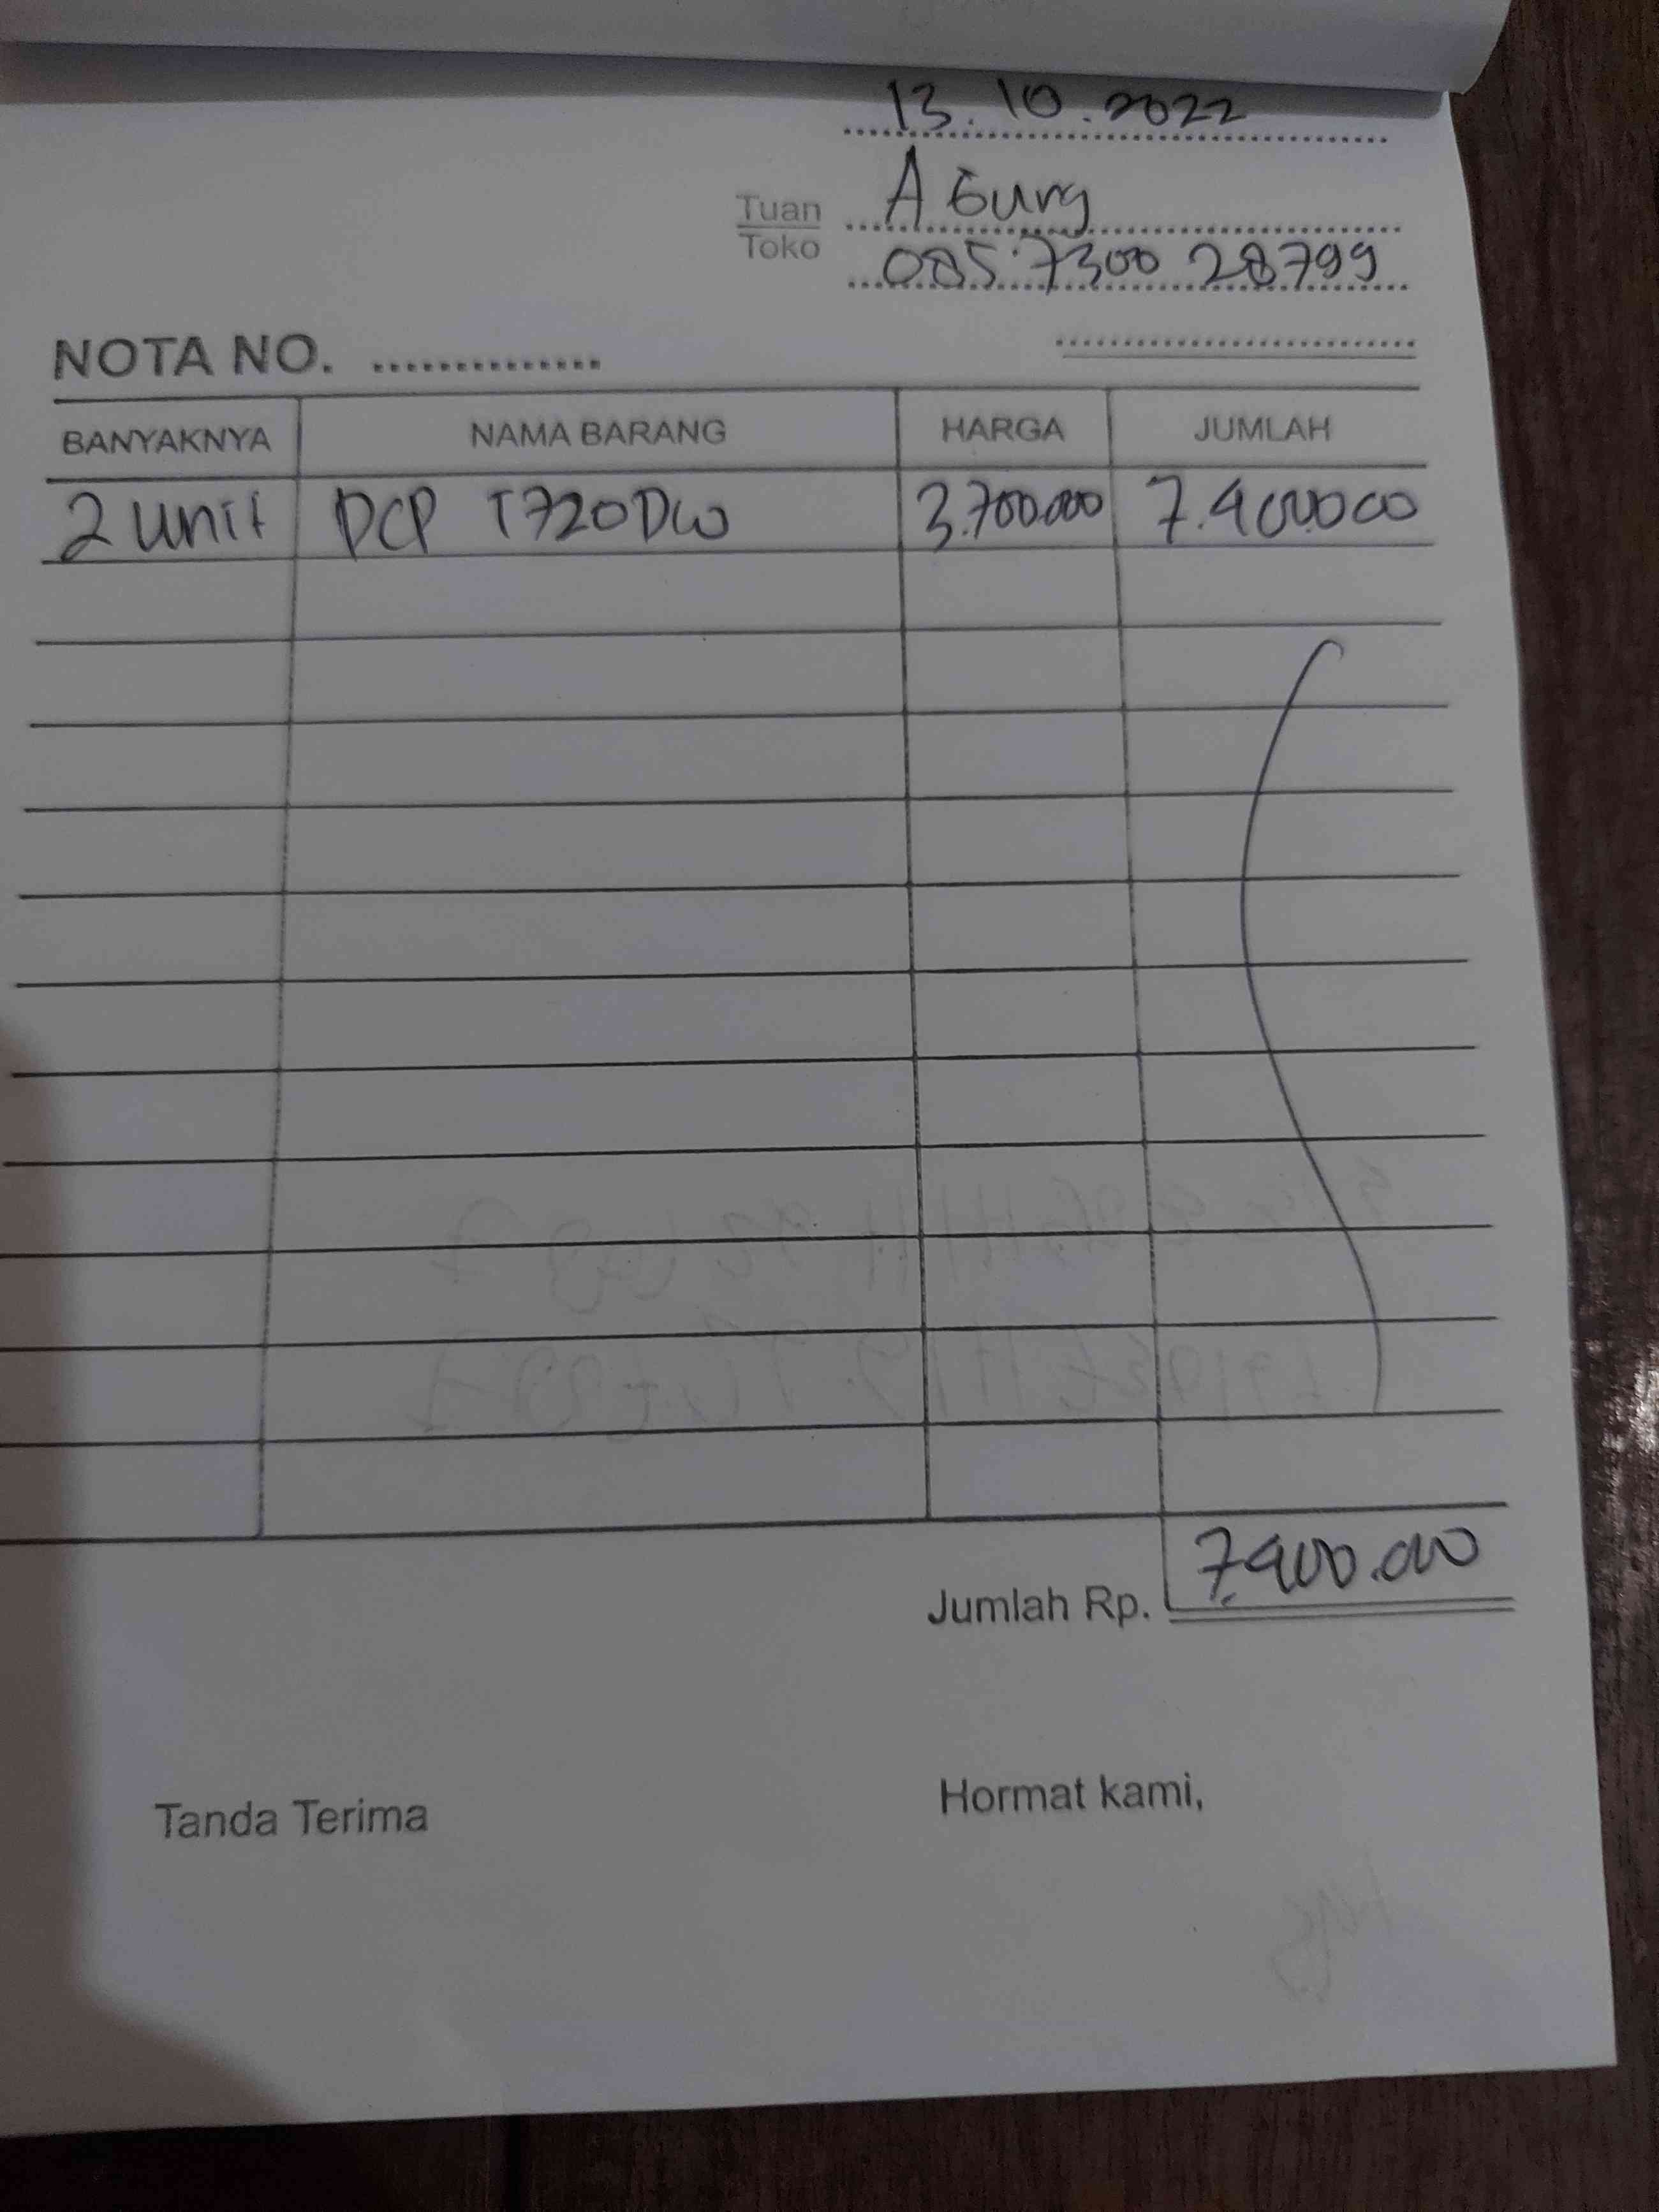 13.10.2022
Tuan
Toko
Agung
085 7300 28799
NOTA NO. ..............
BANYAKNYA NAMA BARANG HARGA JUMLAH
2 unit DCP T720DW 3.700.000 7.400.000
Jumlah Rp. 7.400.000
Tanda Terima Hormat kami,